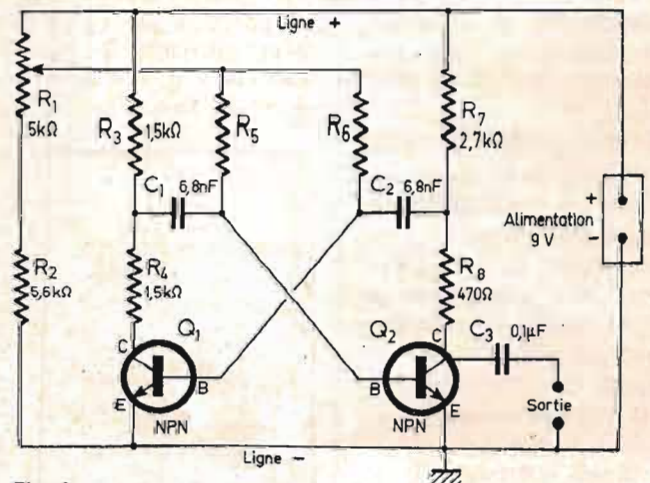 Ligne +
R1
5kΩ
R3
1,5kΩ
R5
R6
R7
2,7kΩ
C1
6,8nF
C2
6,8nF
+
Alimentation
9 V
-
R2
5,6kΩ
R4
1,5kΩ
R8
470Ω
Q1
Q2
C
C
C3
0,1µF
B
B
E
E
Sortie
NPN
NPN
Ligne -